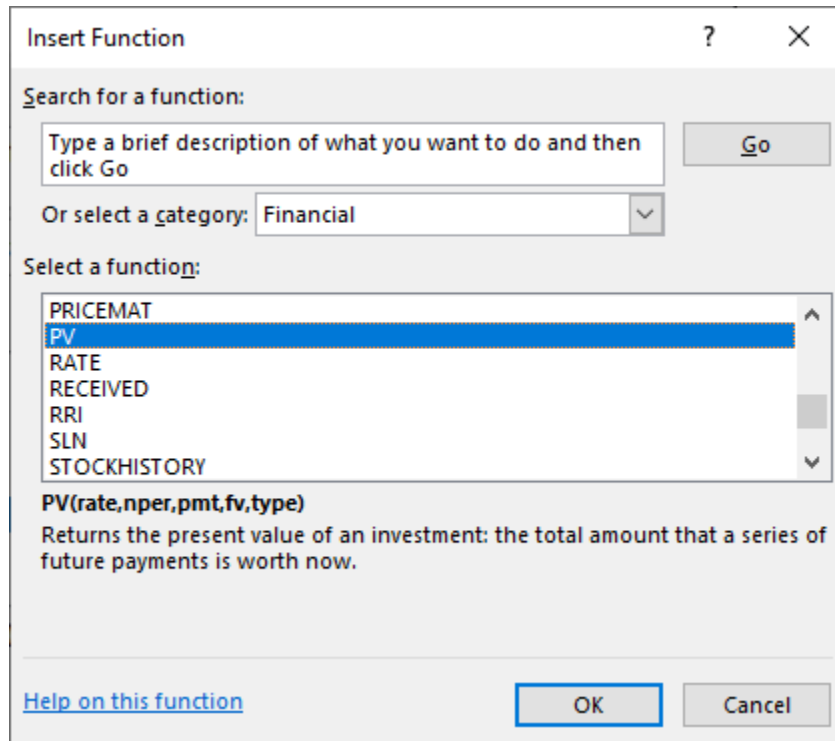 Insert Function
?
Search for a function:
Type a brief description of what you want to do and then
click Go
Go
Or select a category: Financial
Select a function:
PRICEMAT
PV
RATE
RECEIVED
RRI
SLN
STOCKHISTORY
PV(rate,nper,pmt,fv,type)
Returns the present value of an investment: the total amount that a series of
future payments is worth now.
Help on this function
OK
Cancel